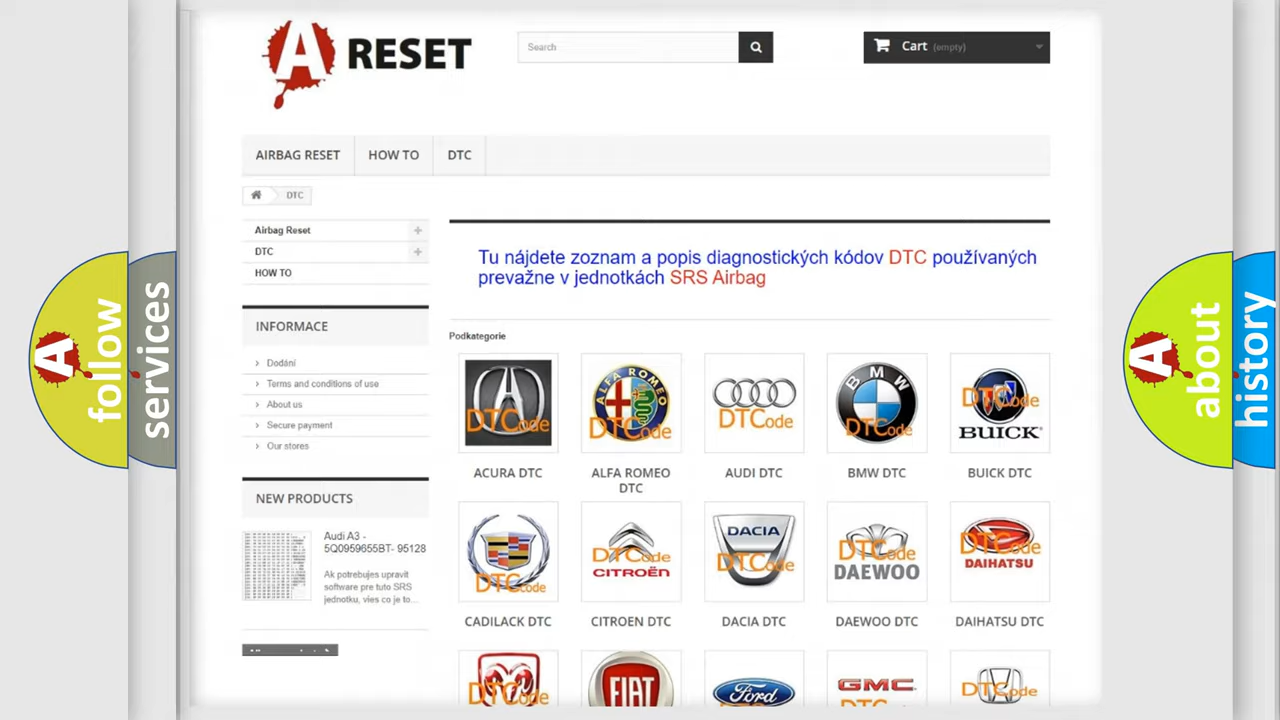 A RESET
Search
Cart (empty)
AIRBAG RESET
HOW TO
DTC
DTC
Airbag Reset
DTC
HOW TO
INFORMACE
Dodání
Terms and conditions of use
About us
Secure payment
Our stores
NEW PRODUCTS
Audi A3 -
5Q0959655BT- 95128
Ak potrebujes upravit
software pre tuto SRS
jednotku, vies co je to...
Tu nájdete zoznam a popis diagnostických kódov DTC používaných
prevažne v jednotkách SRS Airbag
Podkategorie
DTCode
ALFA ROMEO
DTCode
DTCode
BMW
DTCode
DTCode
BUICK
ACURA DTC
ALFA ROMEO
DTC
AUDI DTC
BMW DTC
BUICK DTC
DTCode
DTCode
CITROËN
DACIA
DTCode
DTCode
DAEWOO
DTCode
DAIHATSU
CADILACK DTC
CITROEN DTC
DACIA DTC
DAEWOO DTC
DAIHATSU DTC
DTCode
FIAT
Ford
GMC
DTCode
A follow
services
A about
history